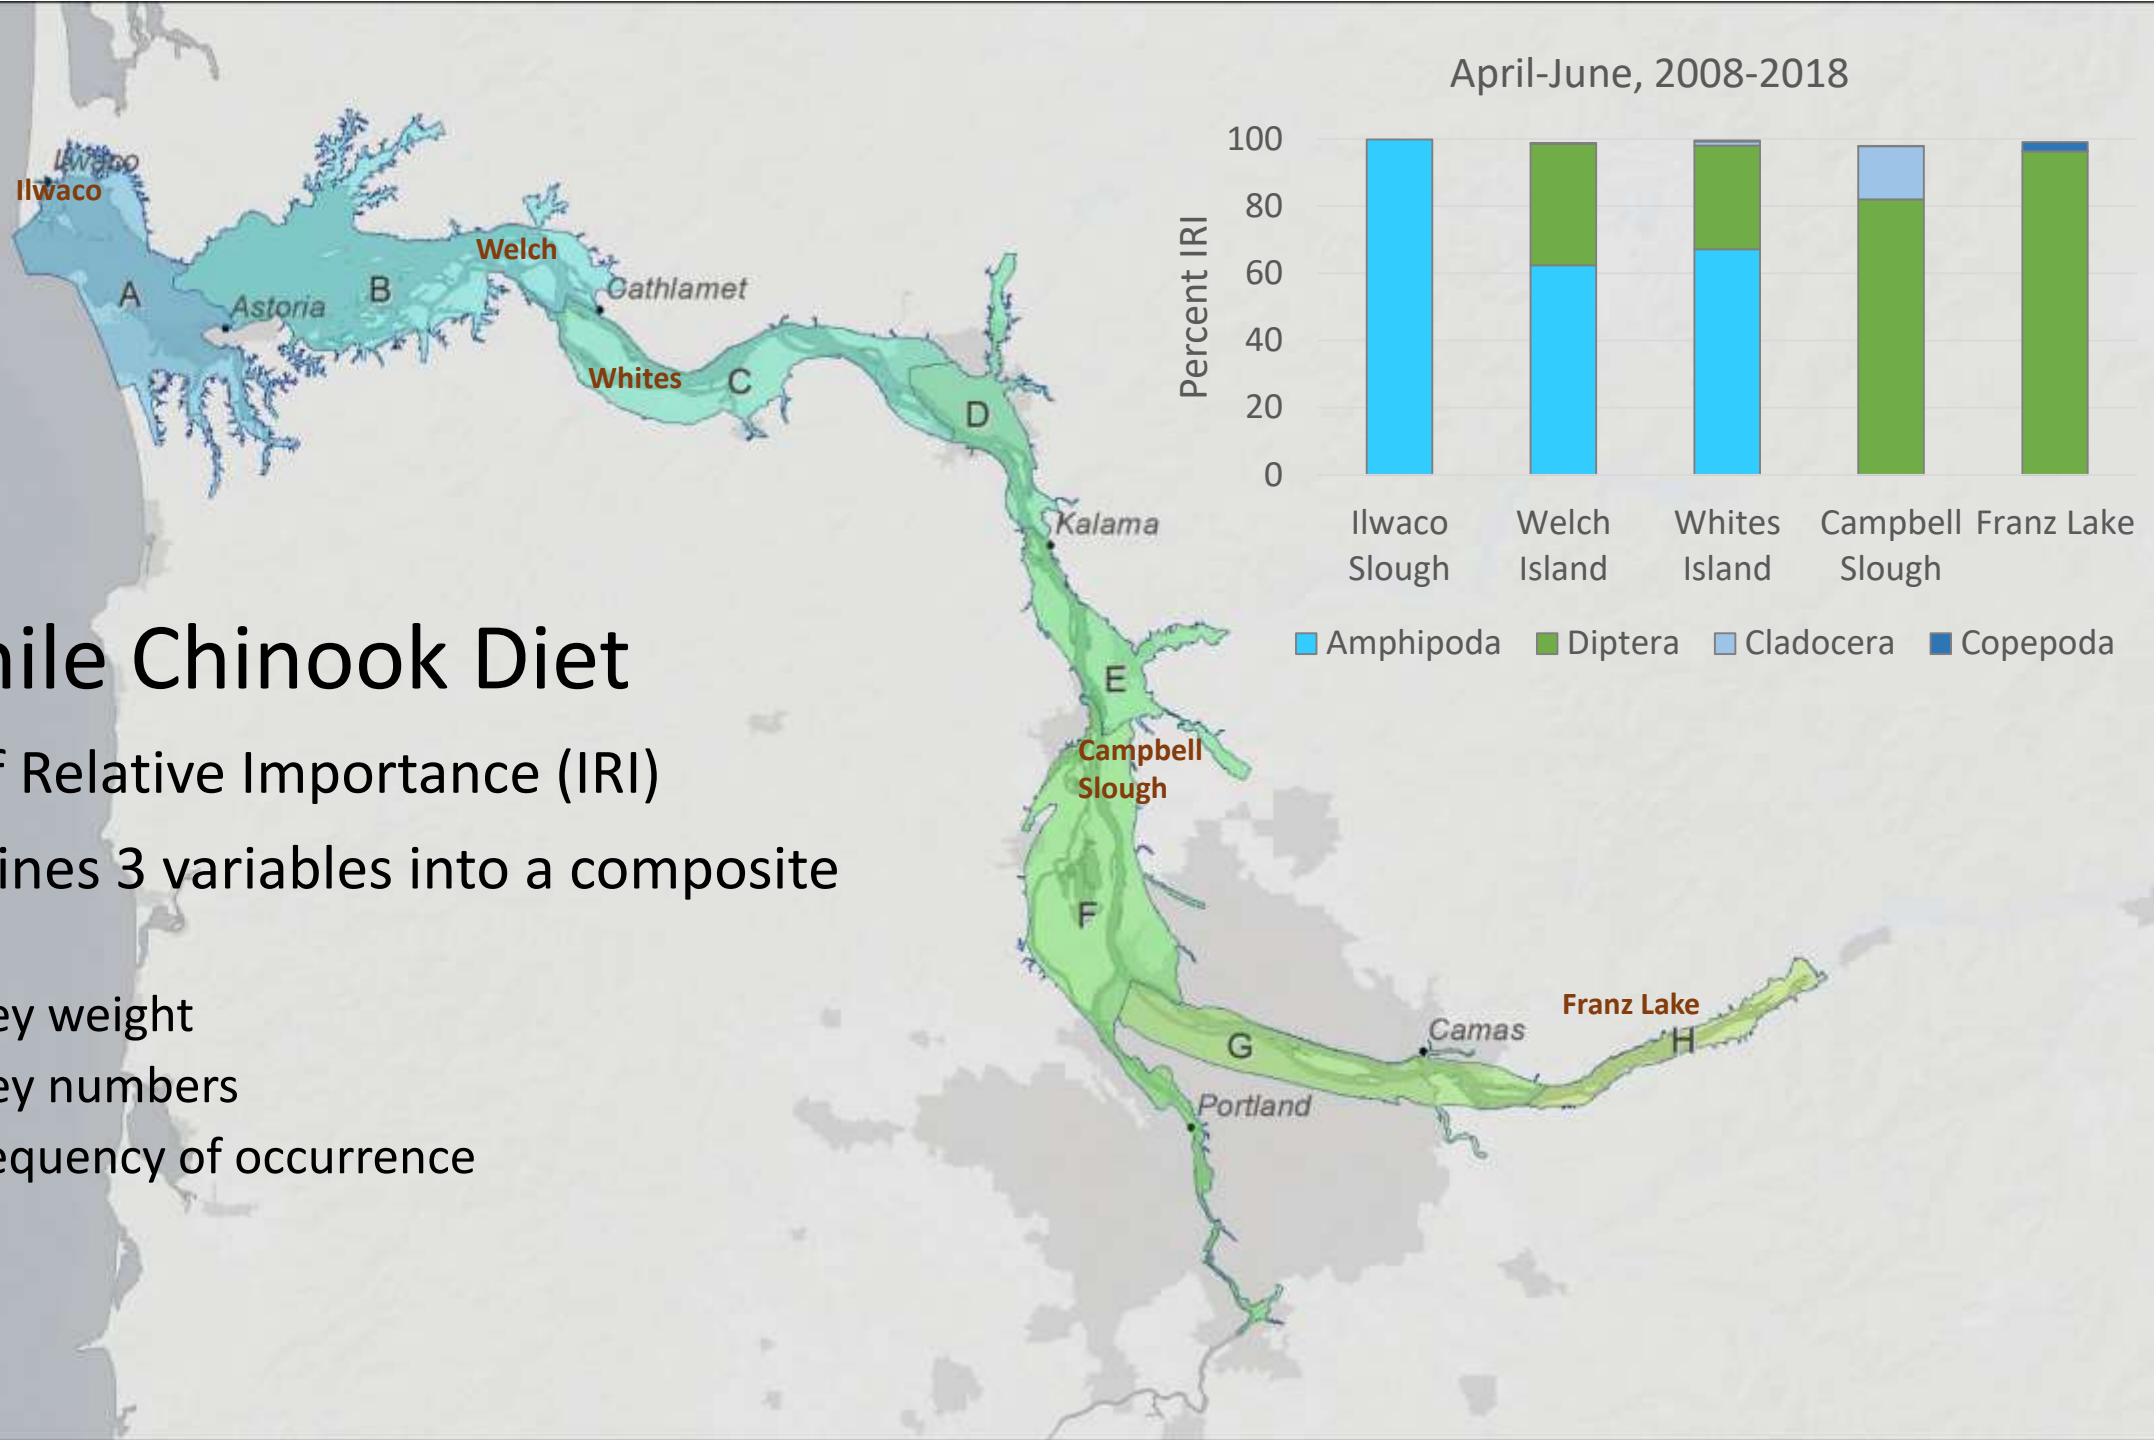 April-June, 2008-2018
Percent IRI
100
80
60
40
20
0
Ilwaco
Slough
Welch
Island
Whites
Island
Campbell
Slough
Franz Lake
Amphipoda
Diptera
Cladocera
Copepoda
Ilwaco
Ilwaco
A
Astoria
B
Welch
Cathlamet
Whites
C
D
Kalama
E
Campbell
Slough
F
G
Camas
Franz Lake
H
Portland
nile Chinook Diet
f Relative Importance (IRI)
ines 3 variables into a composite
ey weight
ey numbers
equency of occurrence